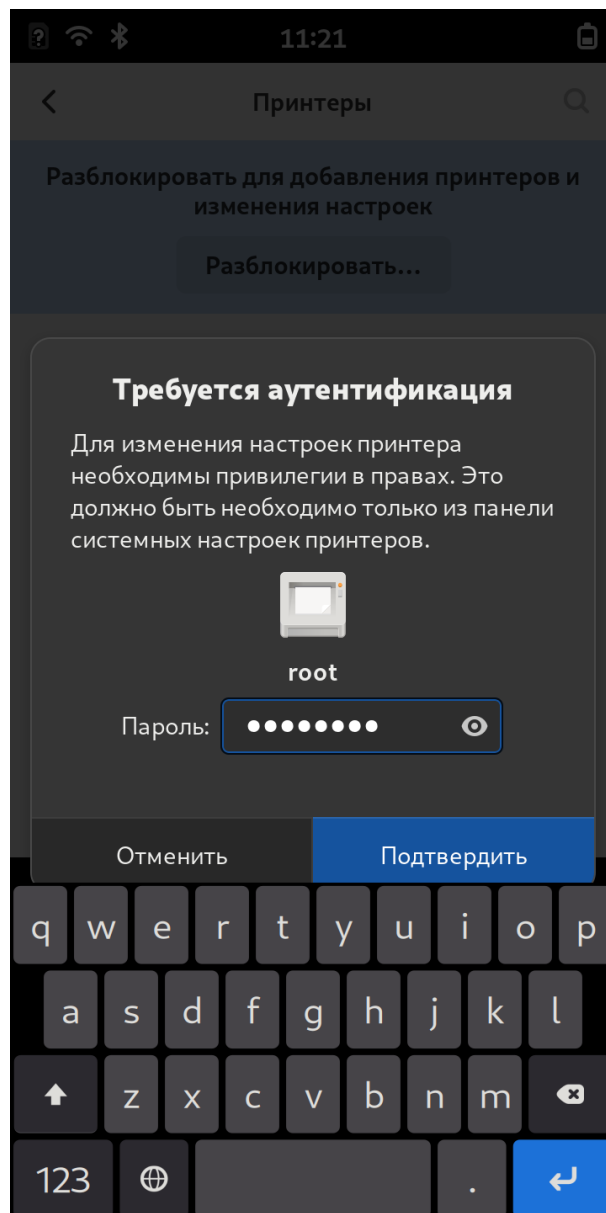 11:21
Принтеры
Разблокировать для добавления принтеров и
изменения настроек
Разблокировать...
Требуется аутентификация
Для изменения настроек принтера
необходимы привилегии в правах. Это
должно быть необходимо только из панели
системных настроек принтеров.
root
Пароль: ●●●●●●●●
Отменить Подтвердить
q w e r t y u i o p
a s d f g h j k l
z x c v b n m
123 .